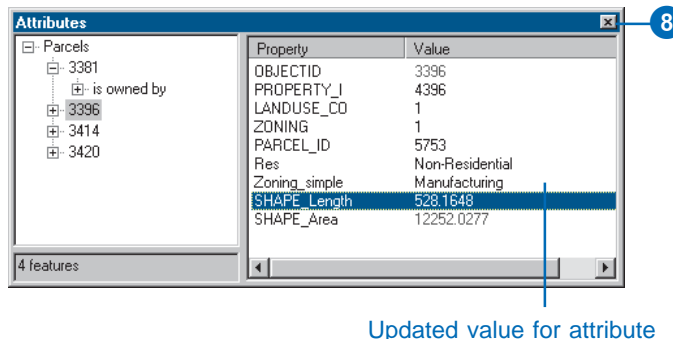 Attributes
8
Parcels
3381
is owned by
3396
3414
3420
4 features
Property Value
OBJECTID 3396
PROPERTY_I 4396
LANDUSE_CO 1
ZONING 1
PARCEL_ID 5753
Res Non-Residential
Zoning_simple Manufacturing
SHAPE_Length 528.1648
SHAPE_Area 12252.0277
Updated value for attribute